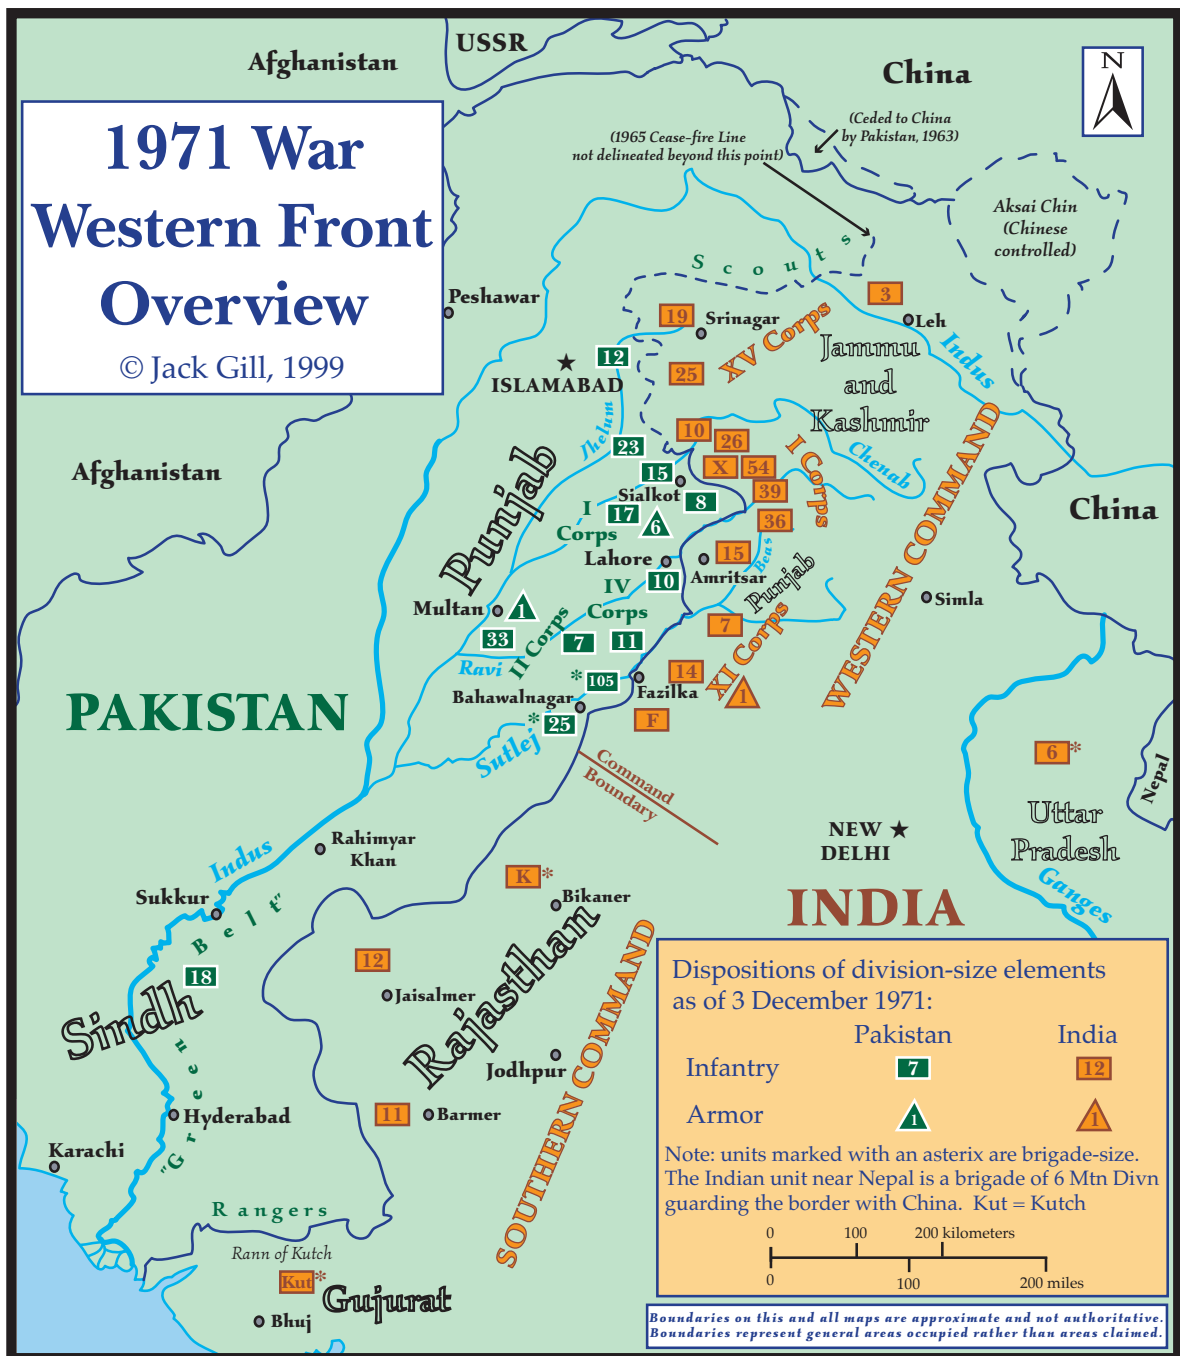 USSR
Afghanistan
China
N
1971 War
Western Front
Overview
© Jack Gill, 1999
(Ceded to China
by Pakistan, 1963)
(1965 Cease-fire Line
not delineated beyond this point)
Aksai Chin
(Chinese
controlled)
Scouts
Peshawar
3
19
Srinagar
Leh
XV Corps
Indus
12
Jammu
and
Kashmir
ISLAMABAD
25
Jhelum
10
26
I Corps
Chenab
WESTERN COMMAND
Afghanistan
Punjab
23
15
X
54
Sialkot
8
39
China
I
Corps
17
6
36
Lahore
15
Amritsar
Beas
Punjab
10
IV
Corps
Simla
Multan
1
33
II Corps
7
11
7
XI Corps
Ravi
14
1
* 105
Fazilka
Bahawalnagar
* 25
F
PAKISTAN
Sutlej
6*
Command
Boundary
Nepal
Uttar
Pradesh
NEW
DELHI
Rahimyar
Khan
Indus
K*
Ganges
Sukkur
Bikaner
INDIA
"Green Belt"
12
18
Jaisalmer
Rajasthan
SOUTHERN COMMAND
Sindh
Jodhpur
11
Barmer
Hyderabad
Karachi
Rangers
Rann of Kutch
Kut*
Gujurat
Bhuj
Dispositions of division-size elements
as of 3 December 1971:
Pakistan India
Infantry 7 12
Armor 1 1
Note: units marked with an asterix are brigade-size.
The Indian unit near Nepal is a brigade of 6 Mtn Divn
guarding the border with China. Kut = Kutch
0 100 200 kilometers
0 100 200 miles
Boundaries on this and all maps are approximate and not authoritative.
Boundaries represent general areas occupied rather than areas claimed.